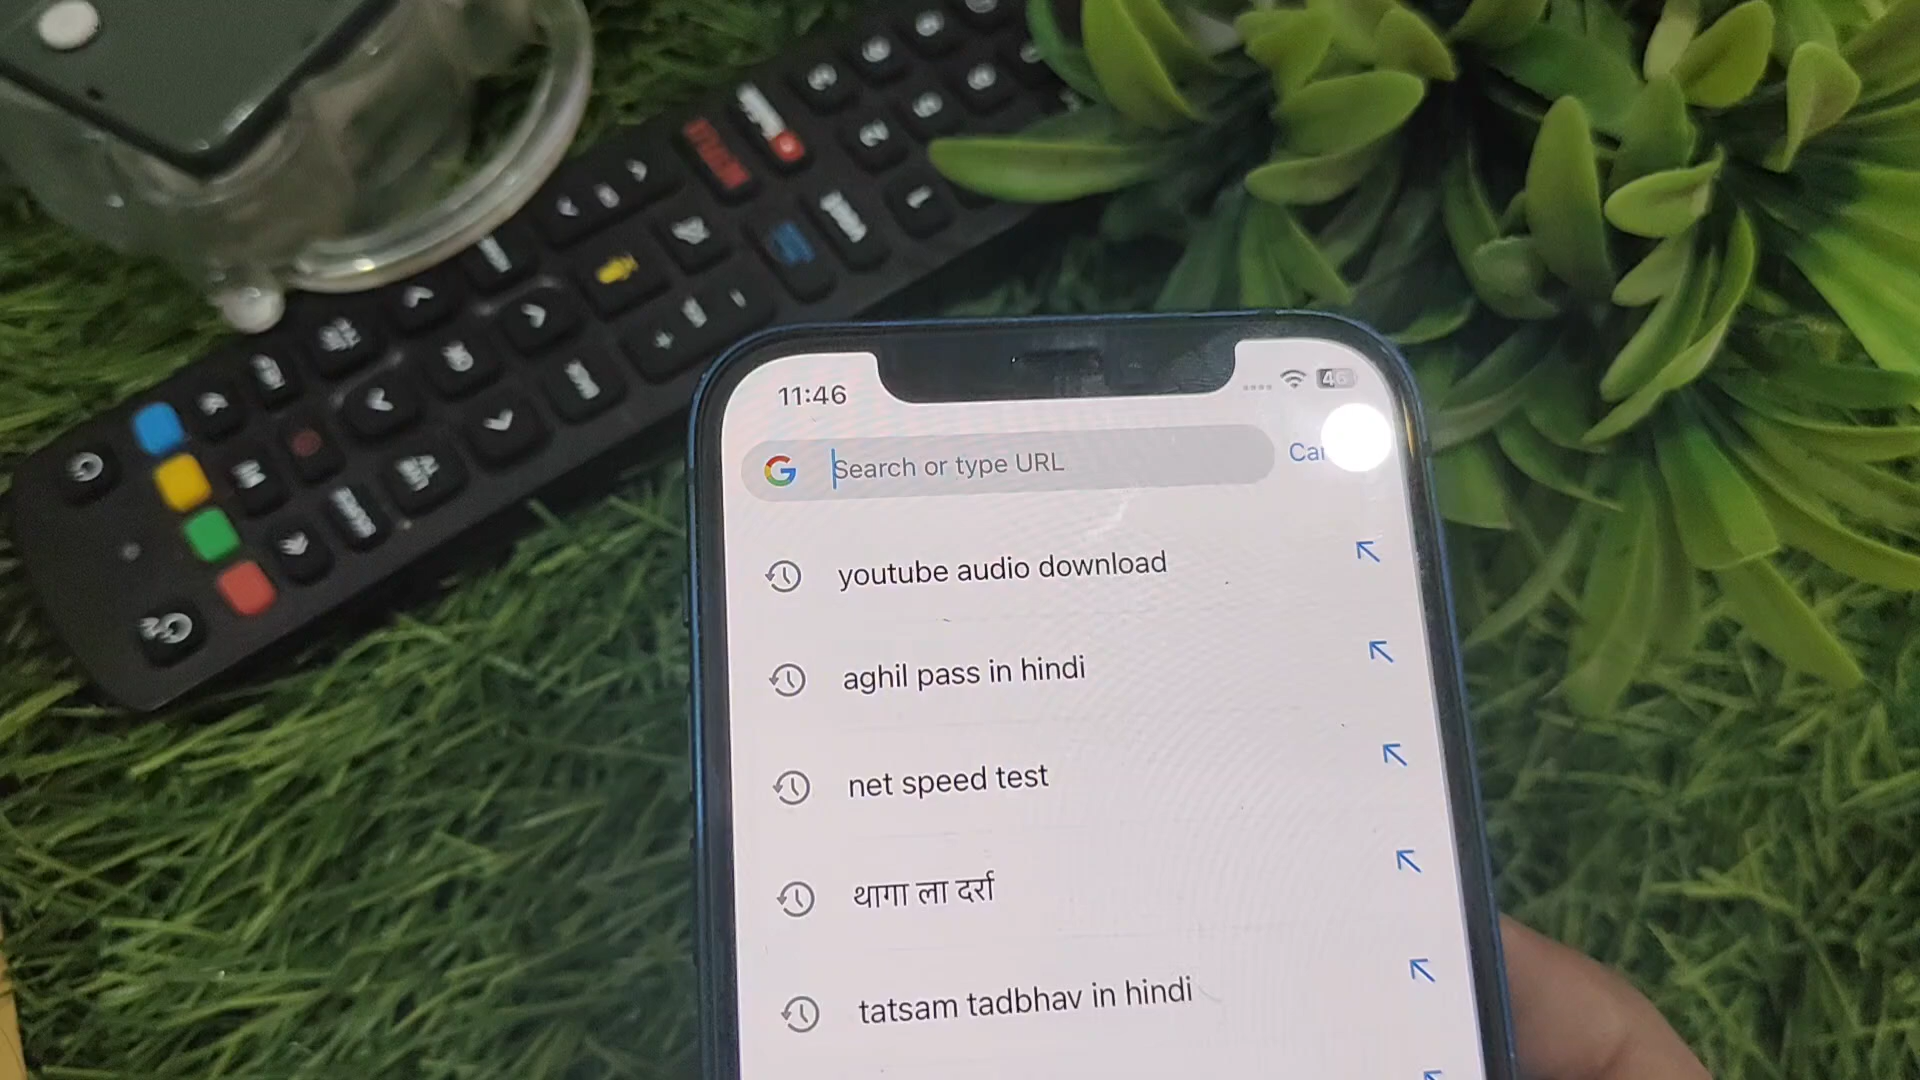 11:46
46
Search or type URL
youtube audio download
aghil pass in hindi
net speed test
थागा ला दर्रा
tatsam tadbhav in hindi